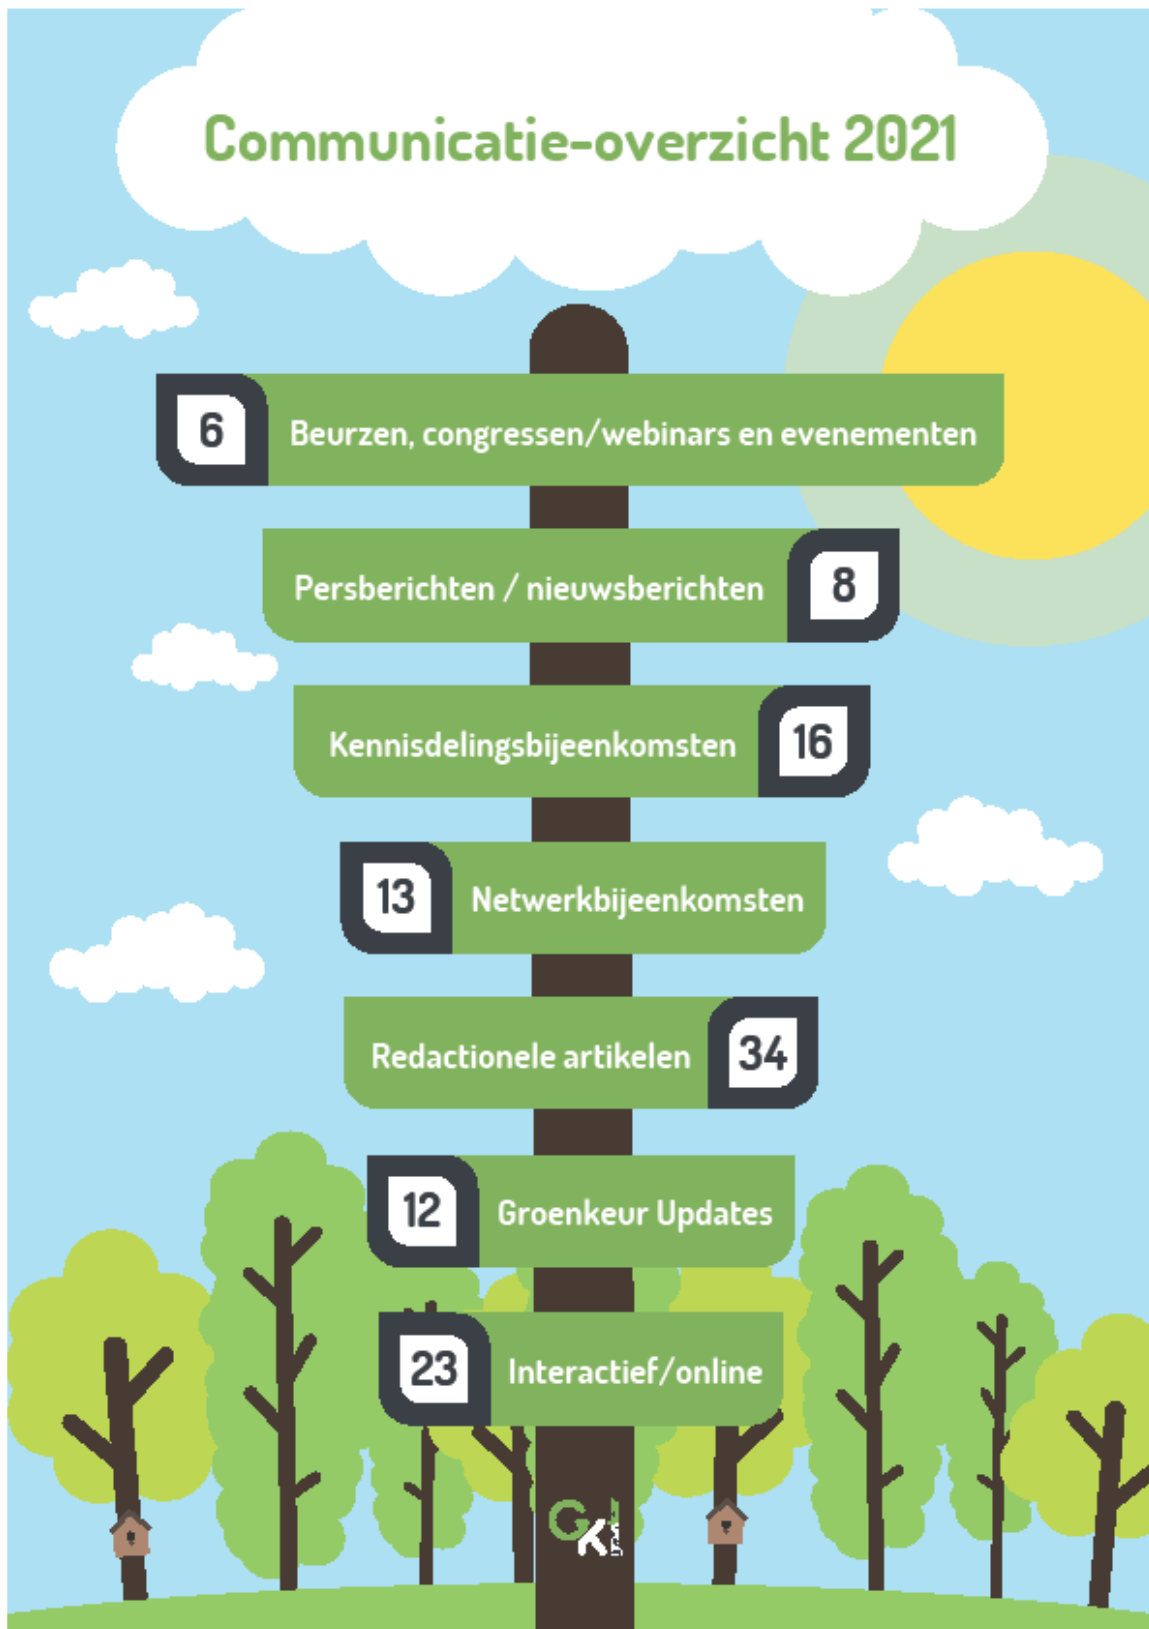 Communicatie-overzicht 2021
6 Beurzen, congressen/webinars en evenementen
Persberichten / nieuwsberichten 8
Kennisdelingsbijeenkomsten 16
13 Netwerkbijeenkomsten
Redactionele artikelen 34
12 Groenkeur Updates
23 Interactief/online
GK